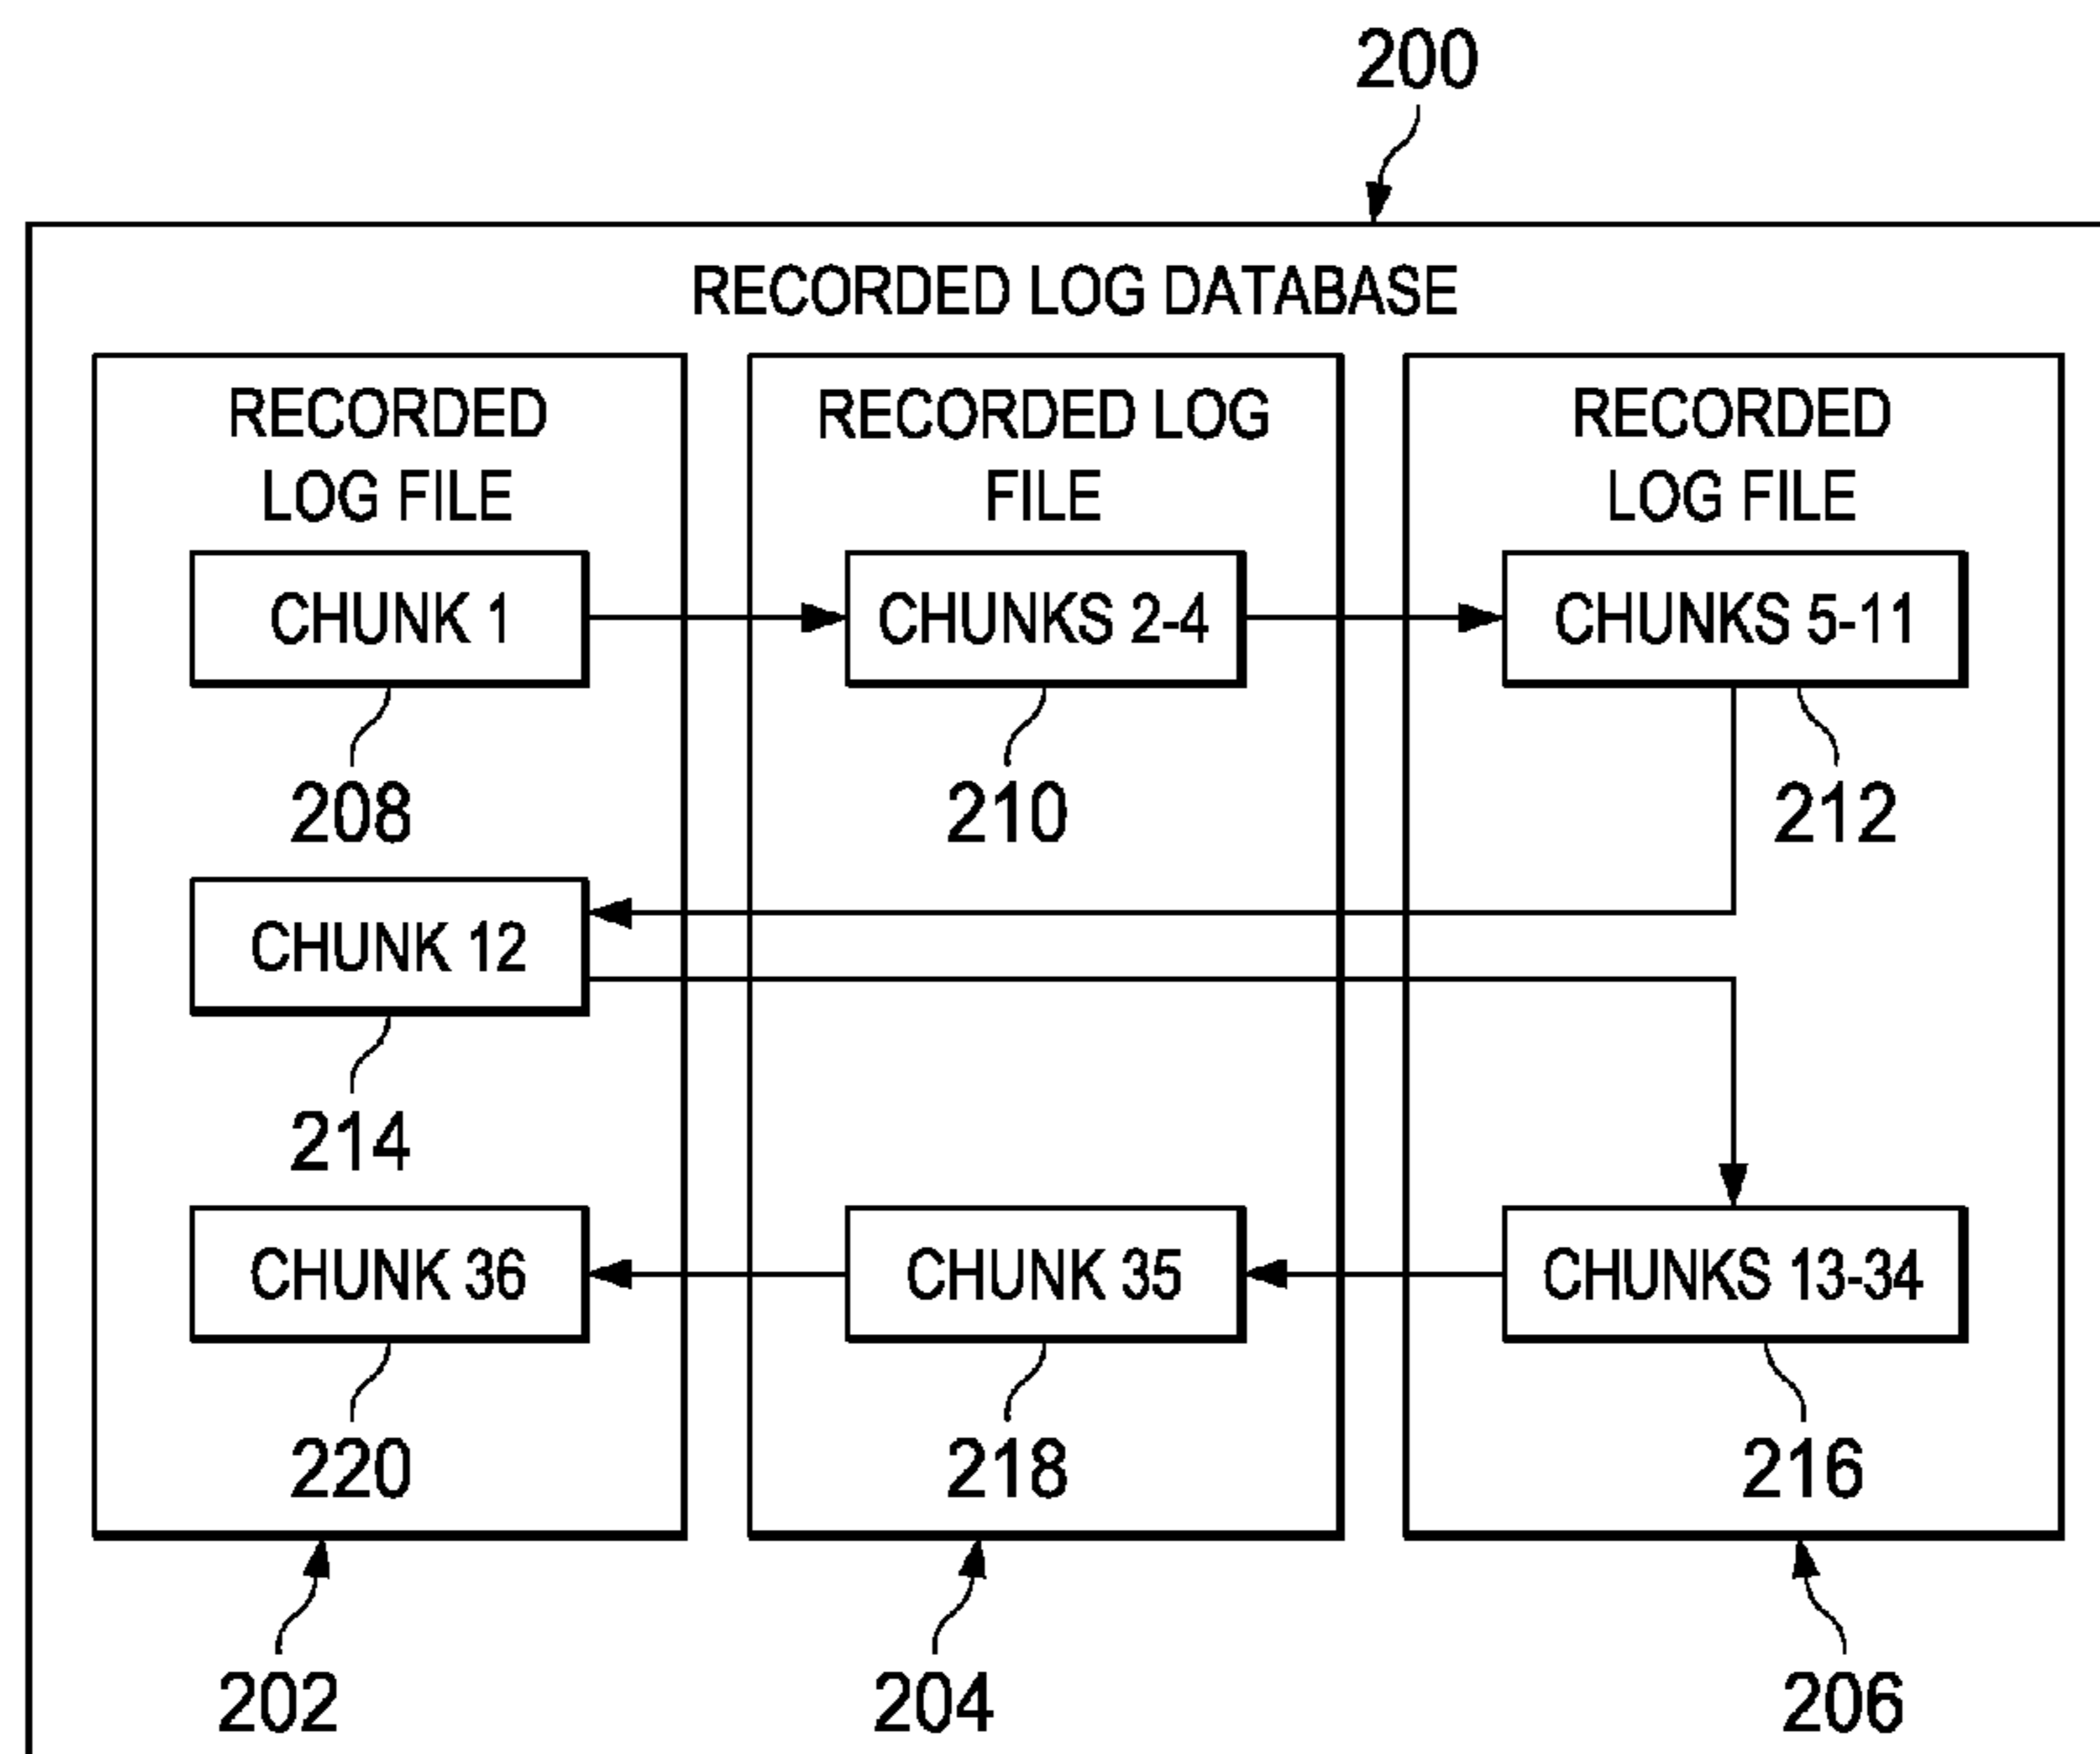 200
RECORDED LOG DATABASE
RECORDED
LOG FILE
RECORDED LOG
FILE
RECORDED
LOG FILE
CHUNK 1
CHUNKS 2-4
CHUNKS 5-11
208
210
212
CHUNK 12
214
CHUNK 36
CHUNK 35
CHUNKS 13-34
220
218
216
202
204
206